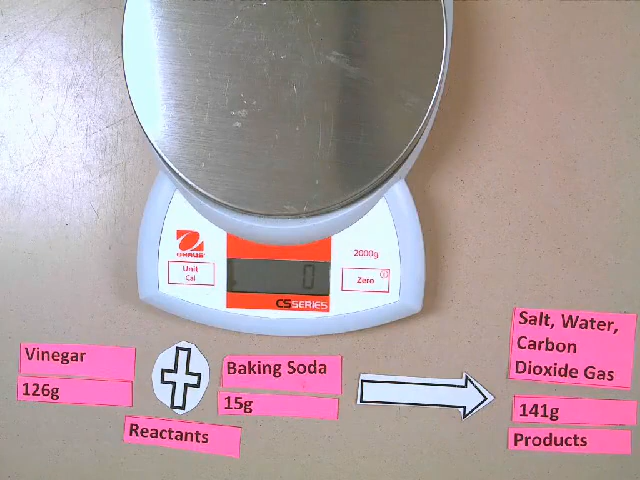 OHAUS
2000g
Unit
Cal
0
Zero
CS SERIES
Vinegar
126g
Baking Soda
15g
Reactants
Salt, Water,
Carbon
Dioxide Gas
141g
Products